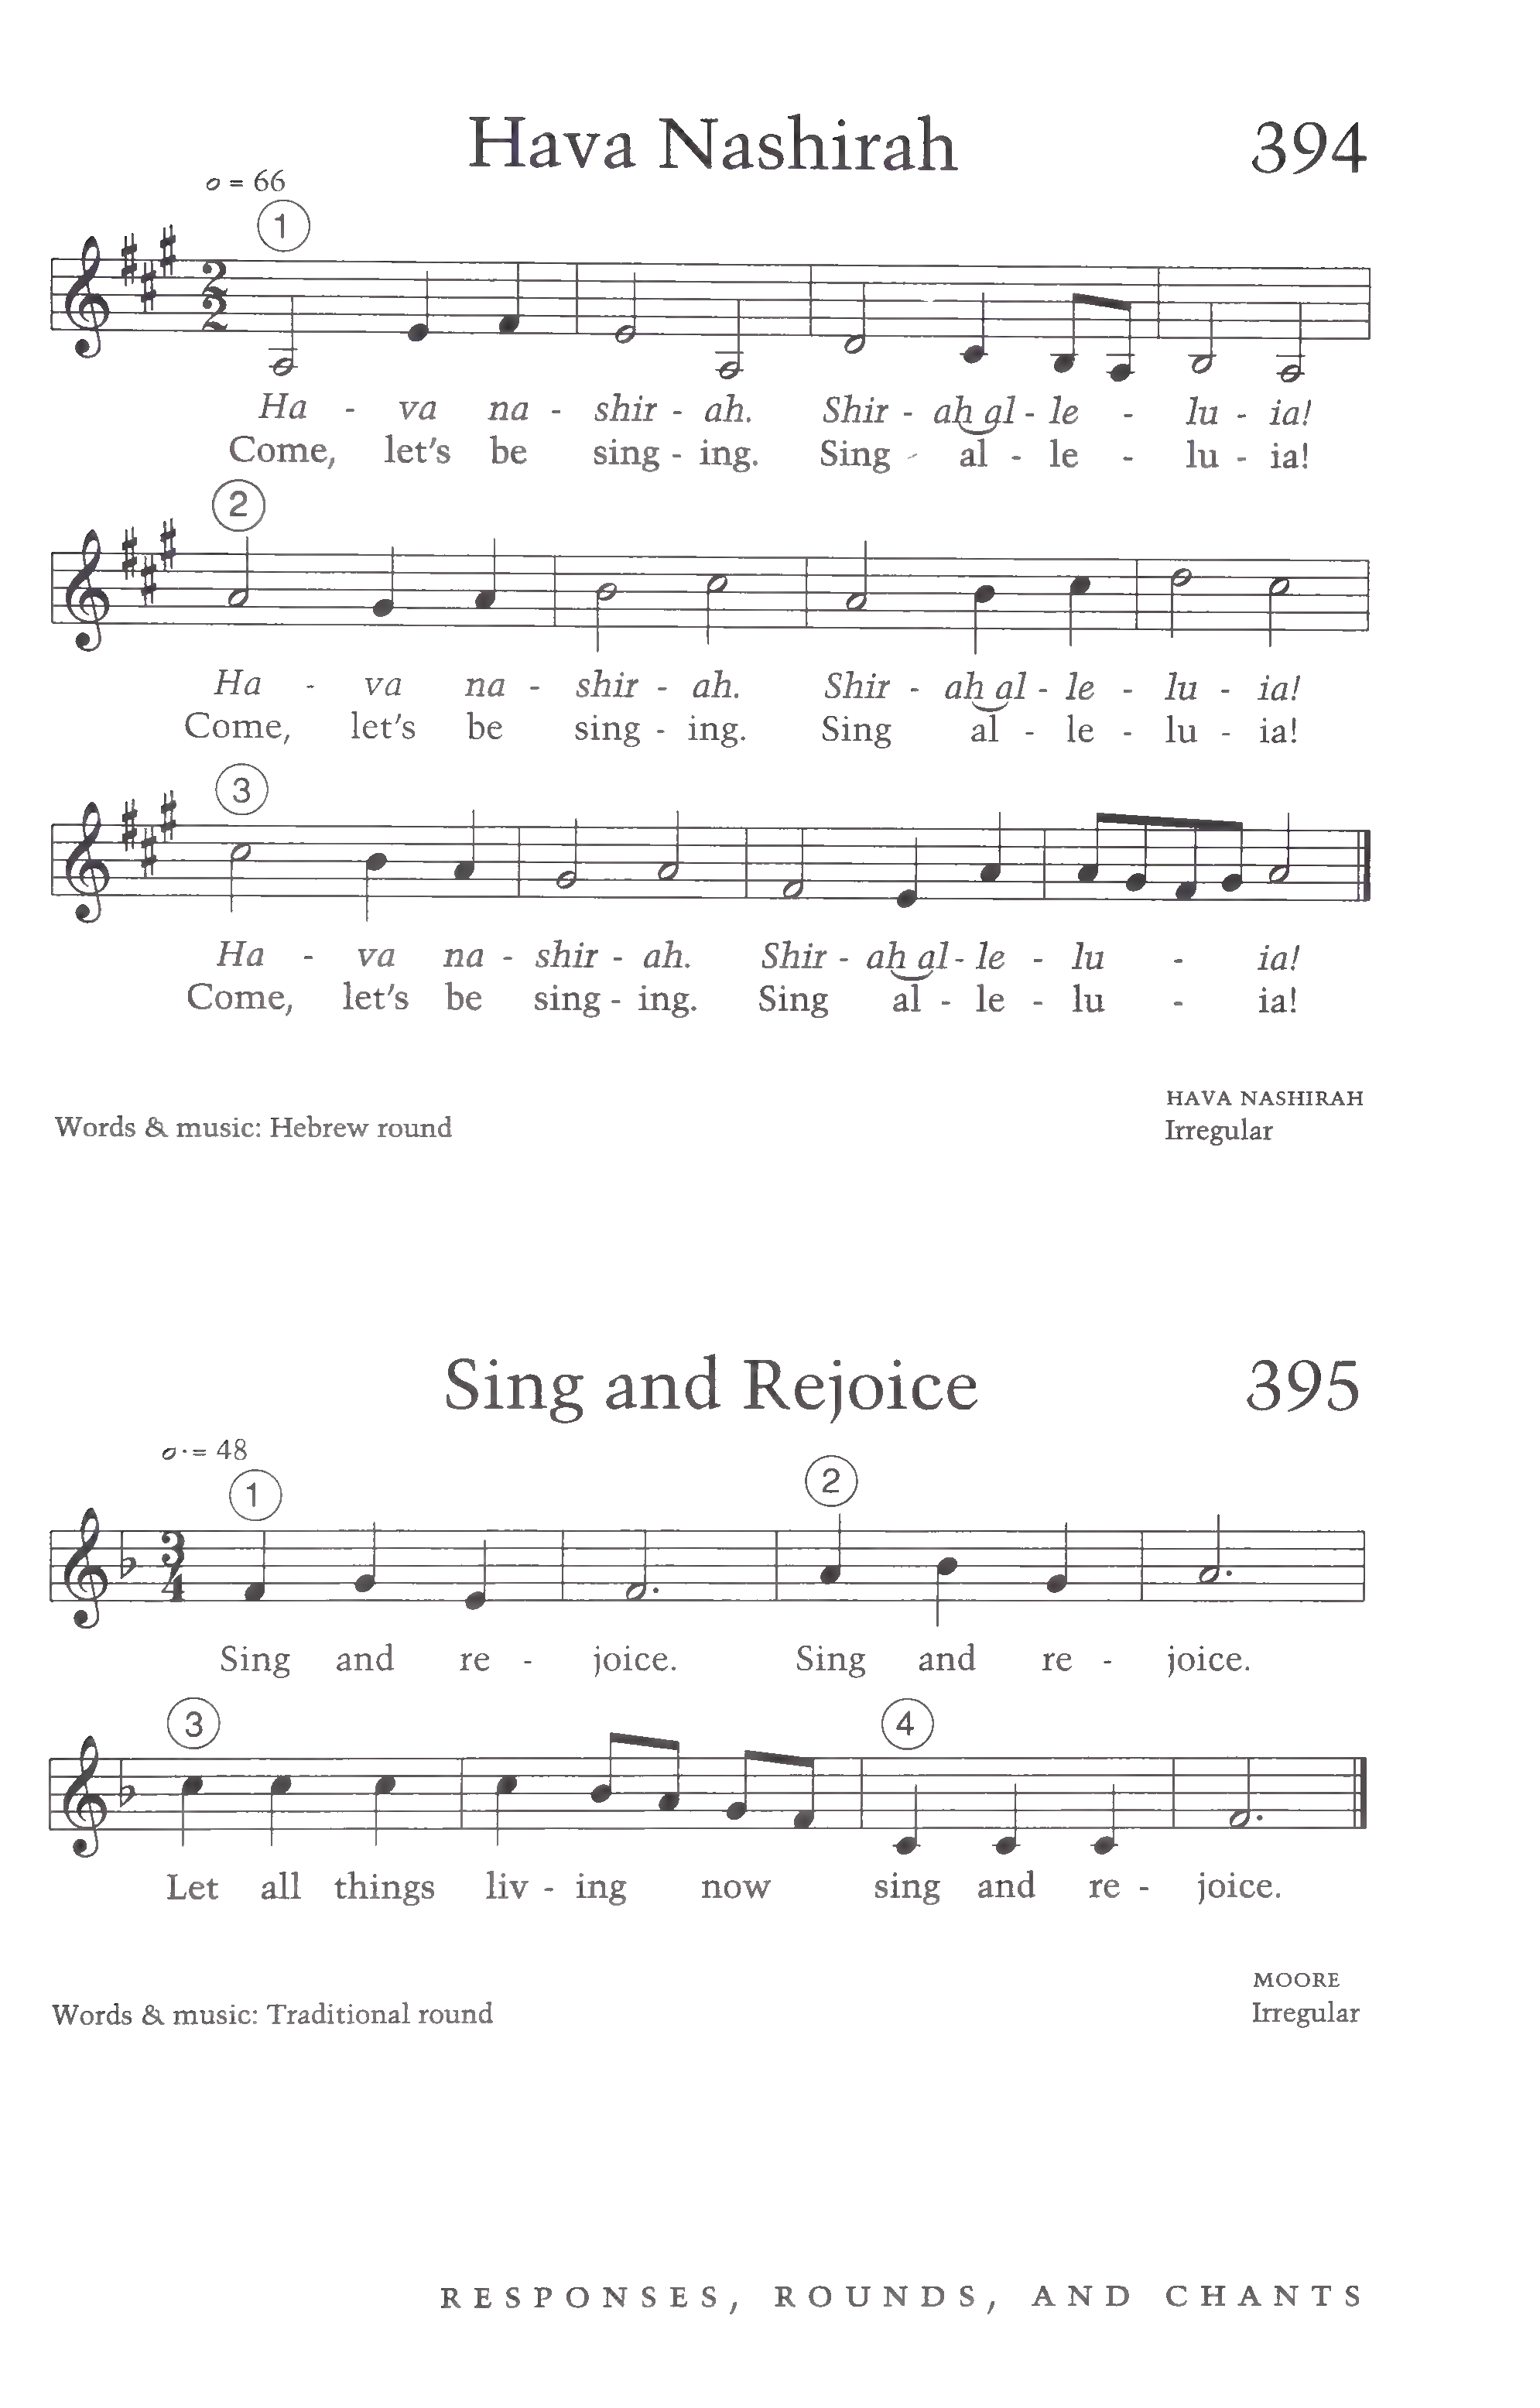 Hava Nashirah 394
= 66
1
Ha - va na - shir - ah. Shir - ah al - le - lu - ia!
Come, let's be sing - ing. Sing - al - le - lu - ia!
2
Ha - va na - shir - ah. Shir - ah al - le - lu - ia!
Come, let's be sing - ing. Sing al - le - lu - ia!
3
Ha - va na - shir - ah. Shir - ah al - le - lu - ia!
Come, let's be sing - ing. Sing al - le - lu - ia!
HAVA NASHIRAH
Words & music: Hebrew round Irregular
Sing and Rejoice 395
= 48
1 2
3 4
Sing and re - joice. Sing and re - joice.
3 4
Let all things liv - ing now sing and re - joice.
MOORE
Words & music: Traditional round Irregular
RESPONSES, ROUNDS, AND CHANTS